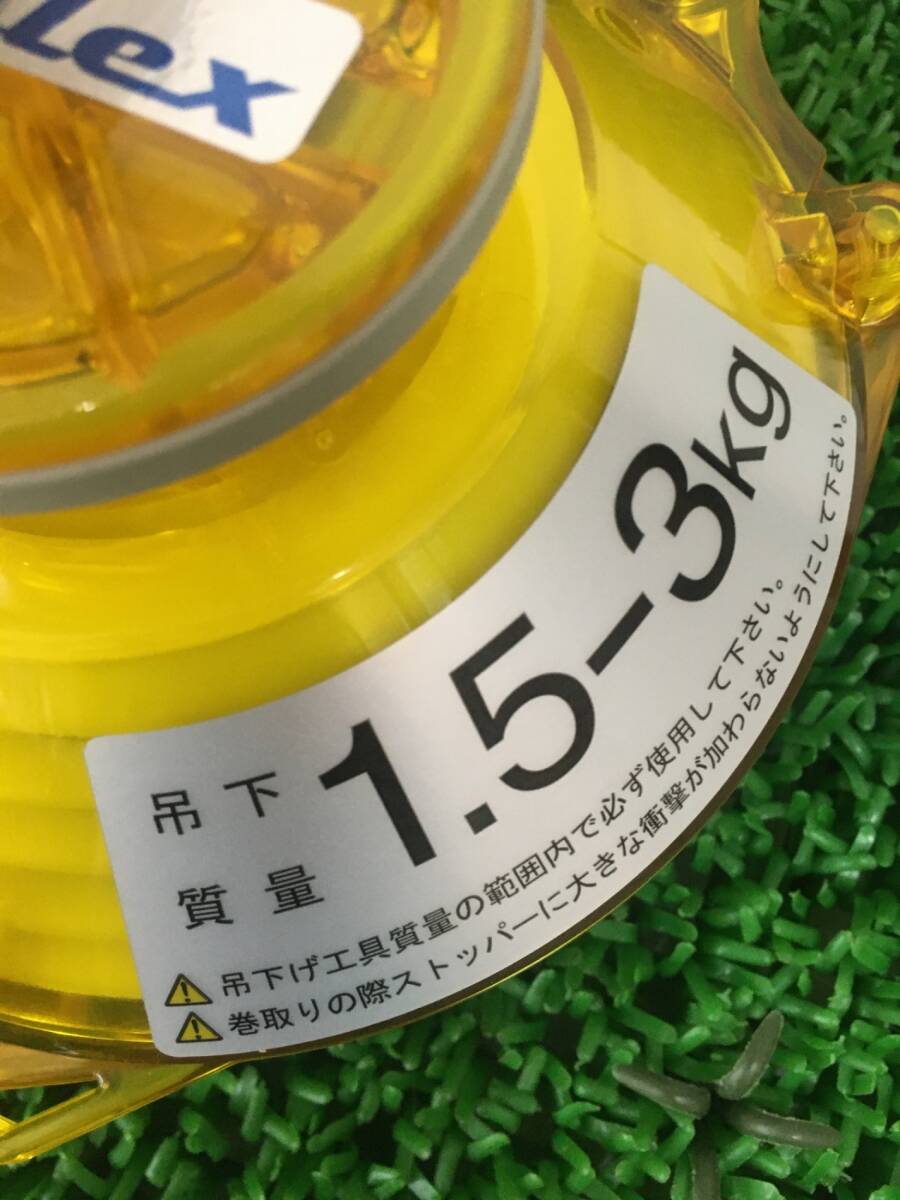 Lex
吊下
質量
1.5-3kg
吊下げ工具質量の範囲内で必ず使用して下さい。
巻取りの際ストッパーに大きな衝撃が加わらないようにして下さい。